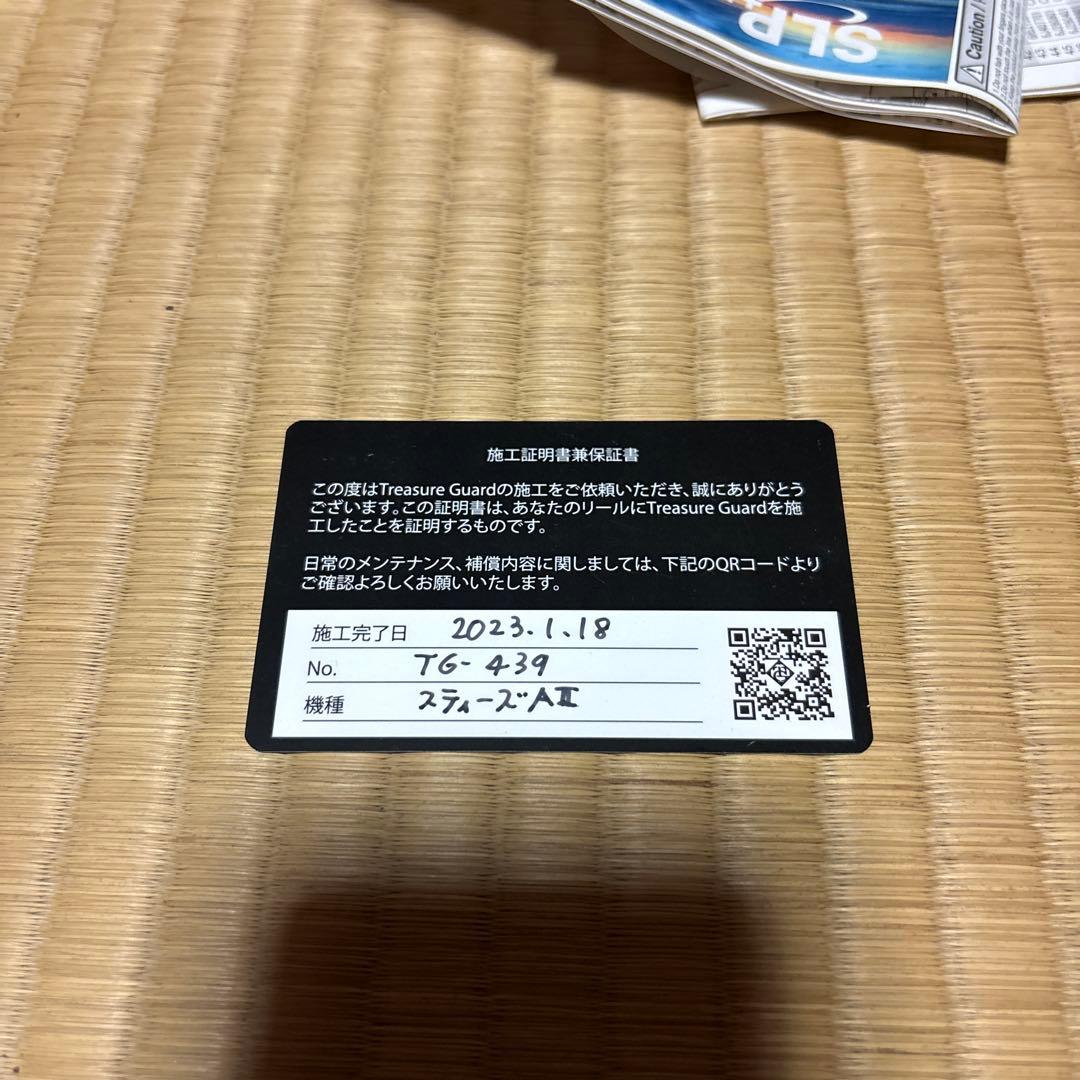 SLP
Caution
施工証明書兼保証書
この度はTreasure Guardの施工をご依頼いただき、誠にありがとう
ございます。この証明書は、あなたのリールにTreasure Guardを施
工したことを証明するものです。
日常のメンテナンス、補償内容に関しましては、下記のQRコードより
ご確認よろしくお願いいたします。
施工完了日 2023.1.18
No. TG-439
機種 スティーズAⅡ